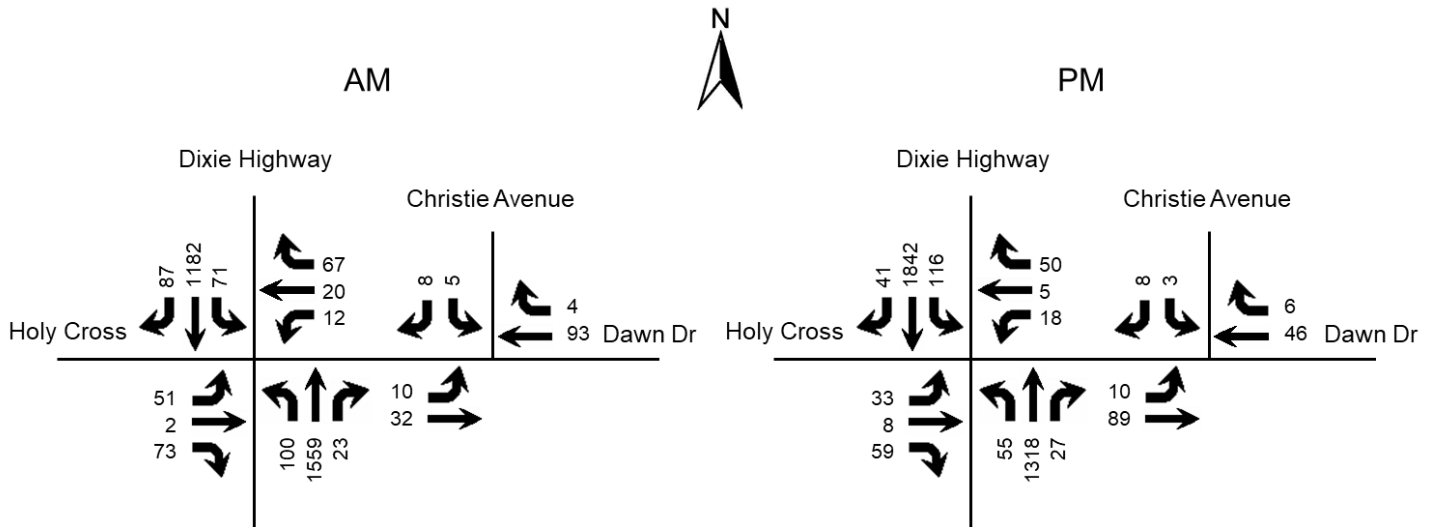 N
AM
PM
Dixie Highway
Christie Avenue
87 1182 71
67
20
12
8 5
4
93 Dawn Dr
Holy Cross
51
2
73
100 1559 23
10
32
Dixie Highway
Christie Avenue
41 1842 116
50
5
18
8 3
6
46 Dawn Dr
Holy Cross
33
8
59
55 1318 27
10
89